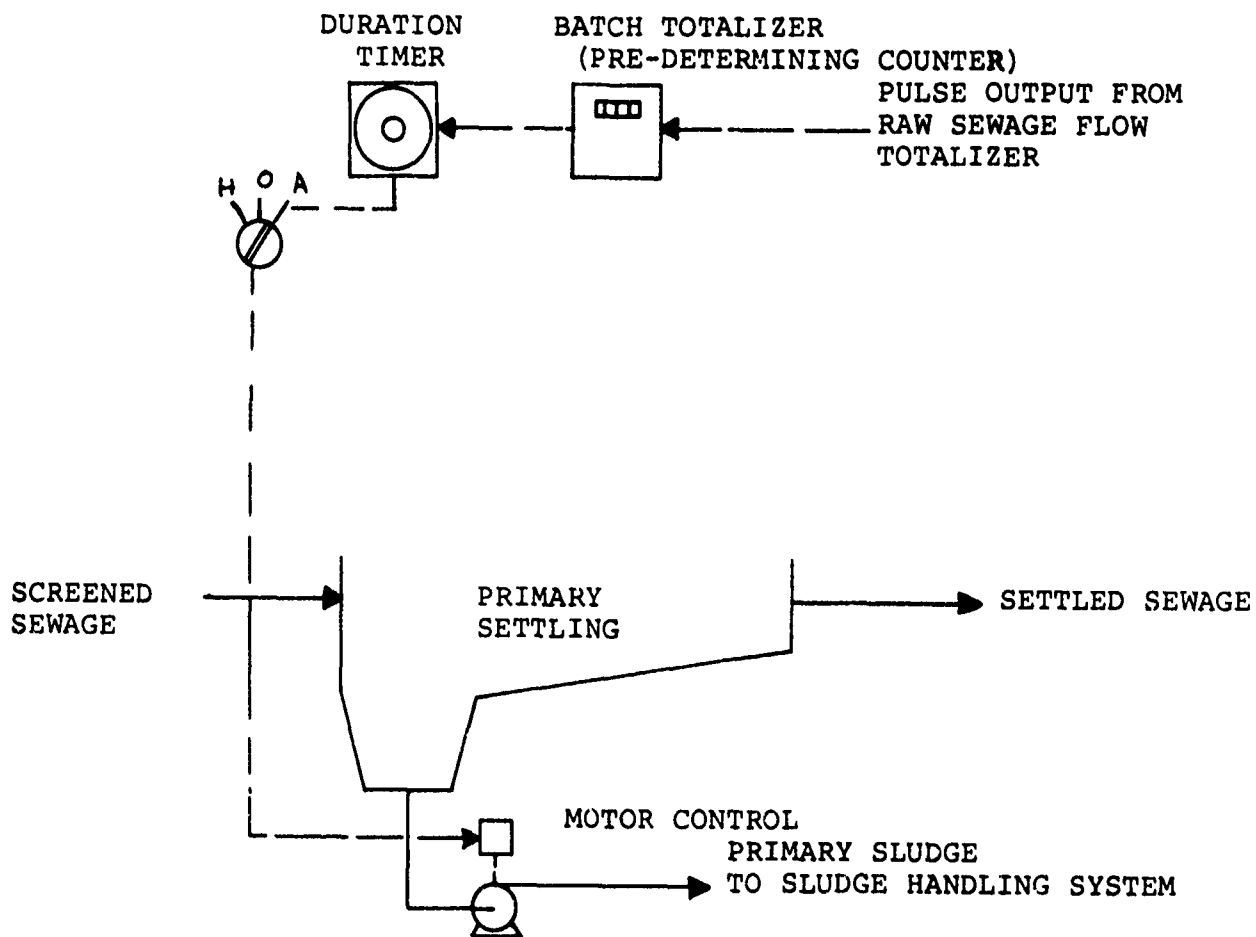 DURATION
TIMER
BATCH TOTALIZER
(PRE-DETERMINING COUNTER)
PULSE OUTPUT FROM
RAW SEWAGE FLOW
TOTALIZER
H O A
SCREENED
SEWAGE
PRIMARY
SETTLING
SETTLED SEWAGE
MOTOR CONTROL
PRIMARY SLUDGE
TO SLUDGE HANDLING SYSTEM